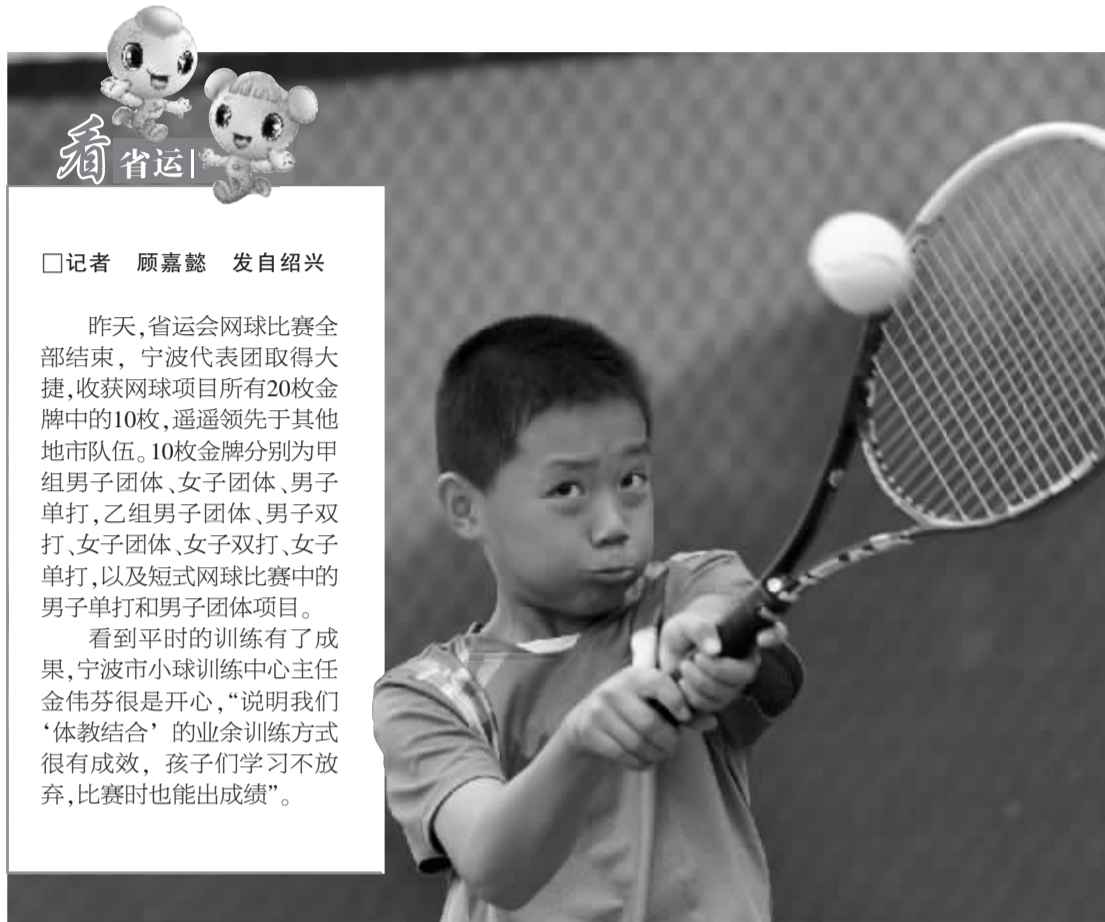 看省运
□记者 顾嘉懿 发自绍兴
昨天,省运会网球比赛全
部结束，宁波代表团取得大
捷,收获网球项目所有20枚金
牌中的10枚,遥遥领先于其他
地市队伍。10枚金牌分别为甲
组男子团体、女子团体、男子
单打,乙组男子团体、男子双
打、女子团体、女子双打、女子
单打,以及短式网球比赛中的
男子单打和男子团体项目。
看到平时的训练有了成
果,宁波市小球训练中心主任
金伟芬很是开心,“说明我们
‘体教结合’的业余训练方式
很有成效，孩子们学习不放
弃,比赛时也能出成绩”。